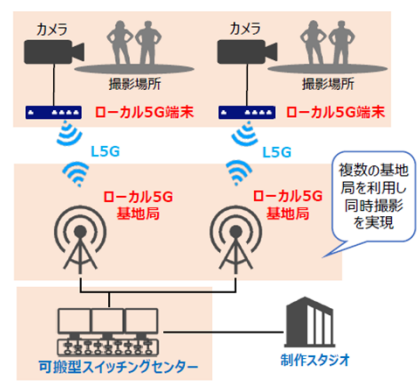 カメラ
カメラ
撮影場所
撮影場所
ローカル5G端末
ローカル5G端末
L5G
L5G
ローカル5G
基地局
ローカル5G
基地局
複数の基地
局を利用し
同時撮影
を実現
可搬型スイッチングセンター
制作スタジオ